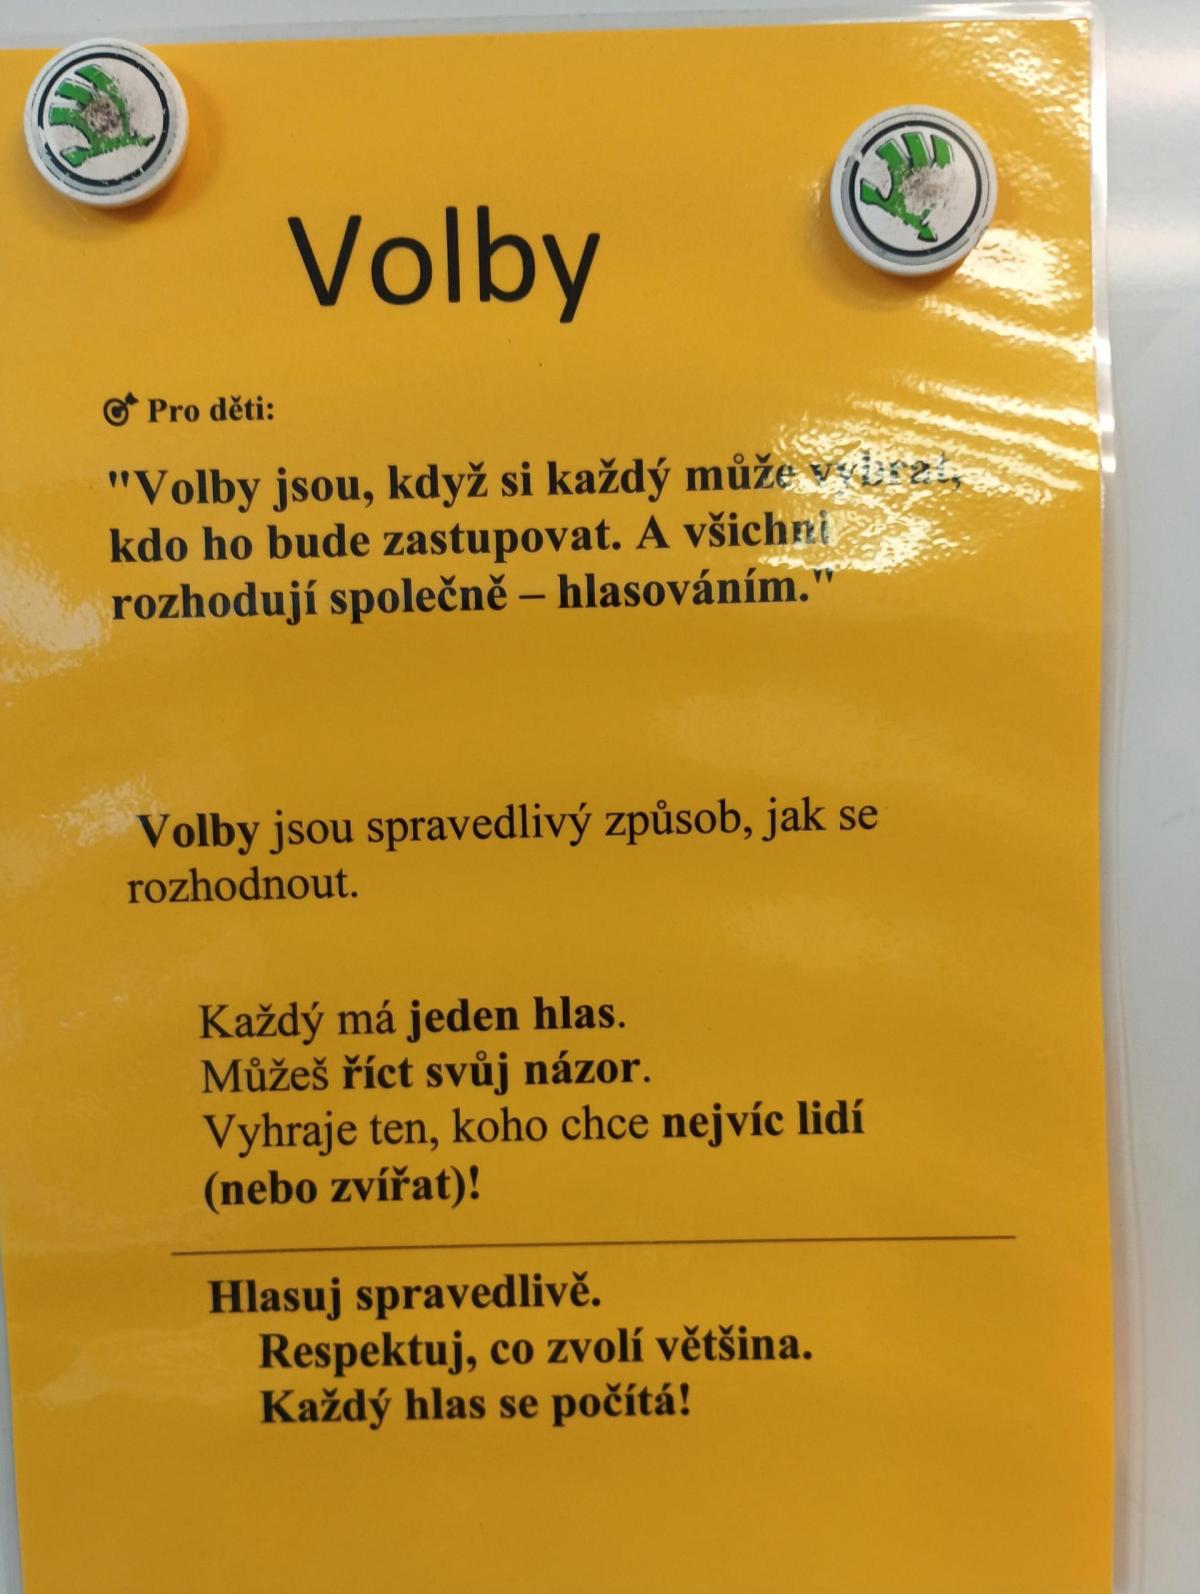 Volby
Pro děti:
"Volby jsou, když si každý může vybrat,
kdo ho bude zastupovat. A všichni
rozhodují společně – hlasováním."
Volby jsou spravedlivý způsob, jak se
rozhodnout.
Každý má jeden hlas.
Můžeš říct svůj názor.
Vyhraje ten, koho chce nejvíc lidí
(nebo zvířat)!
Hlasuj spravedlivě.
Respektuj, co zvolí většina.
Každý hlas se počítá!